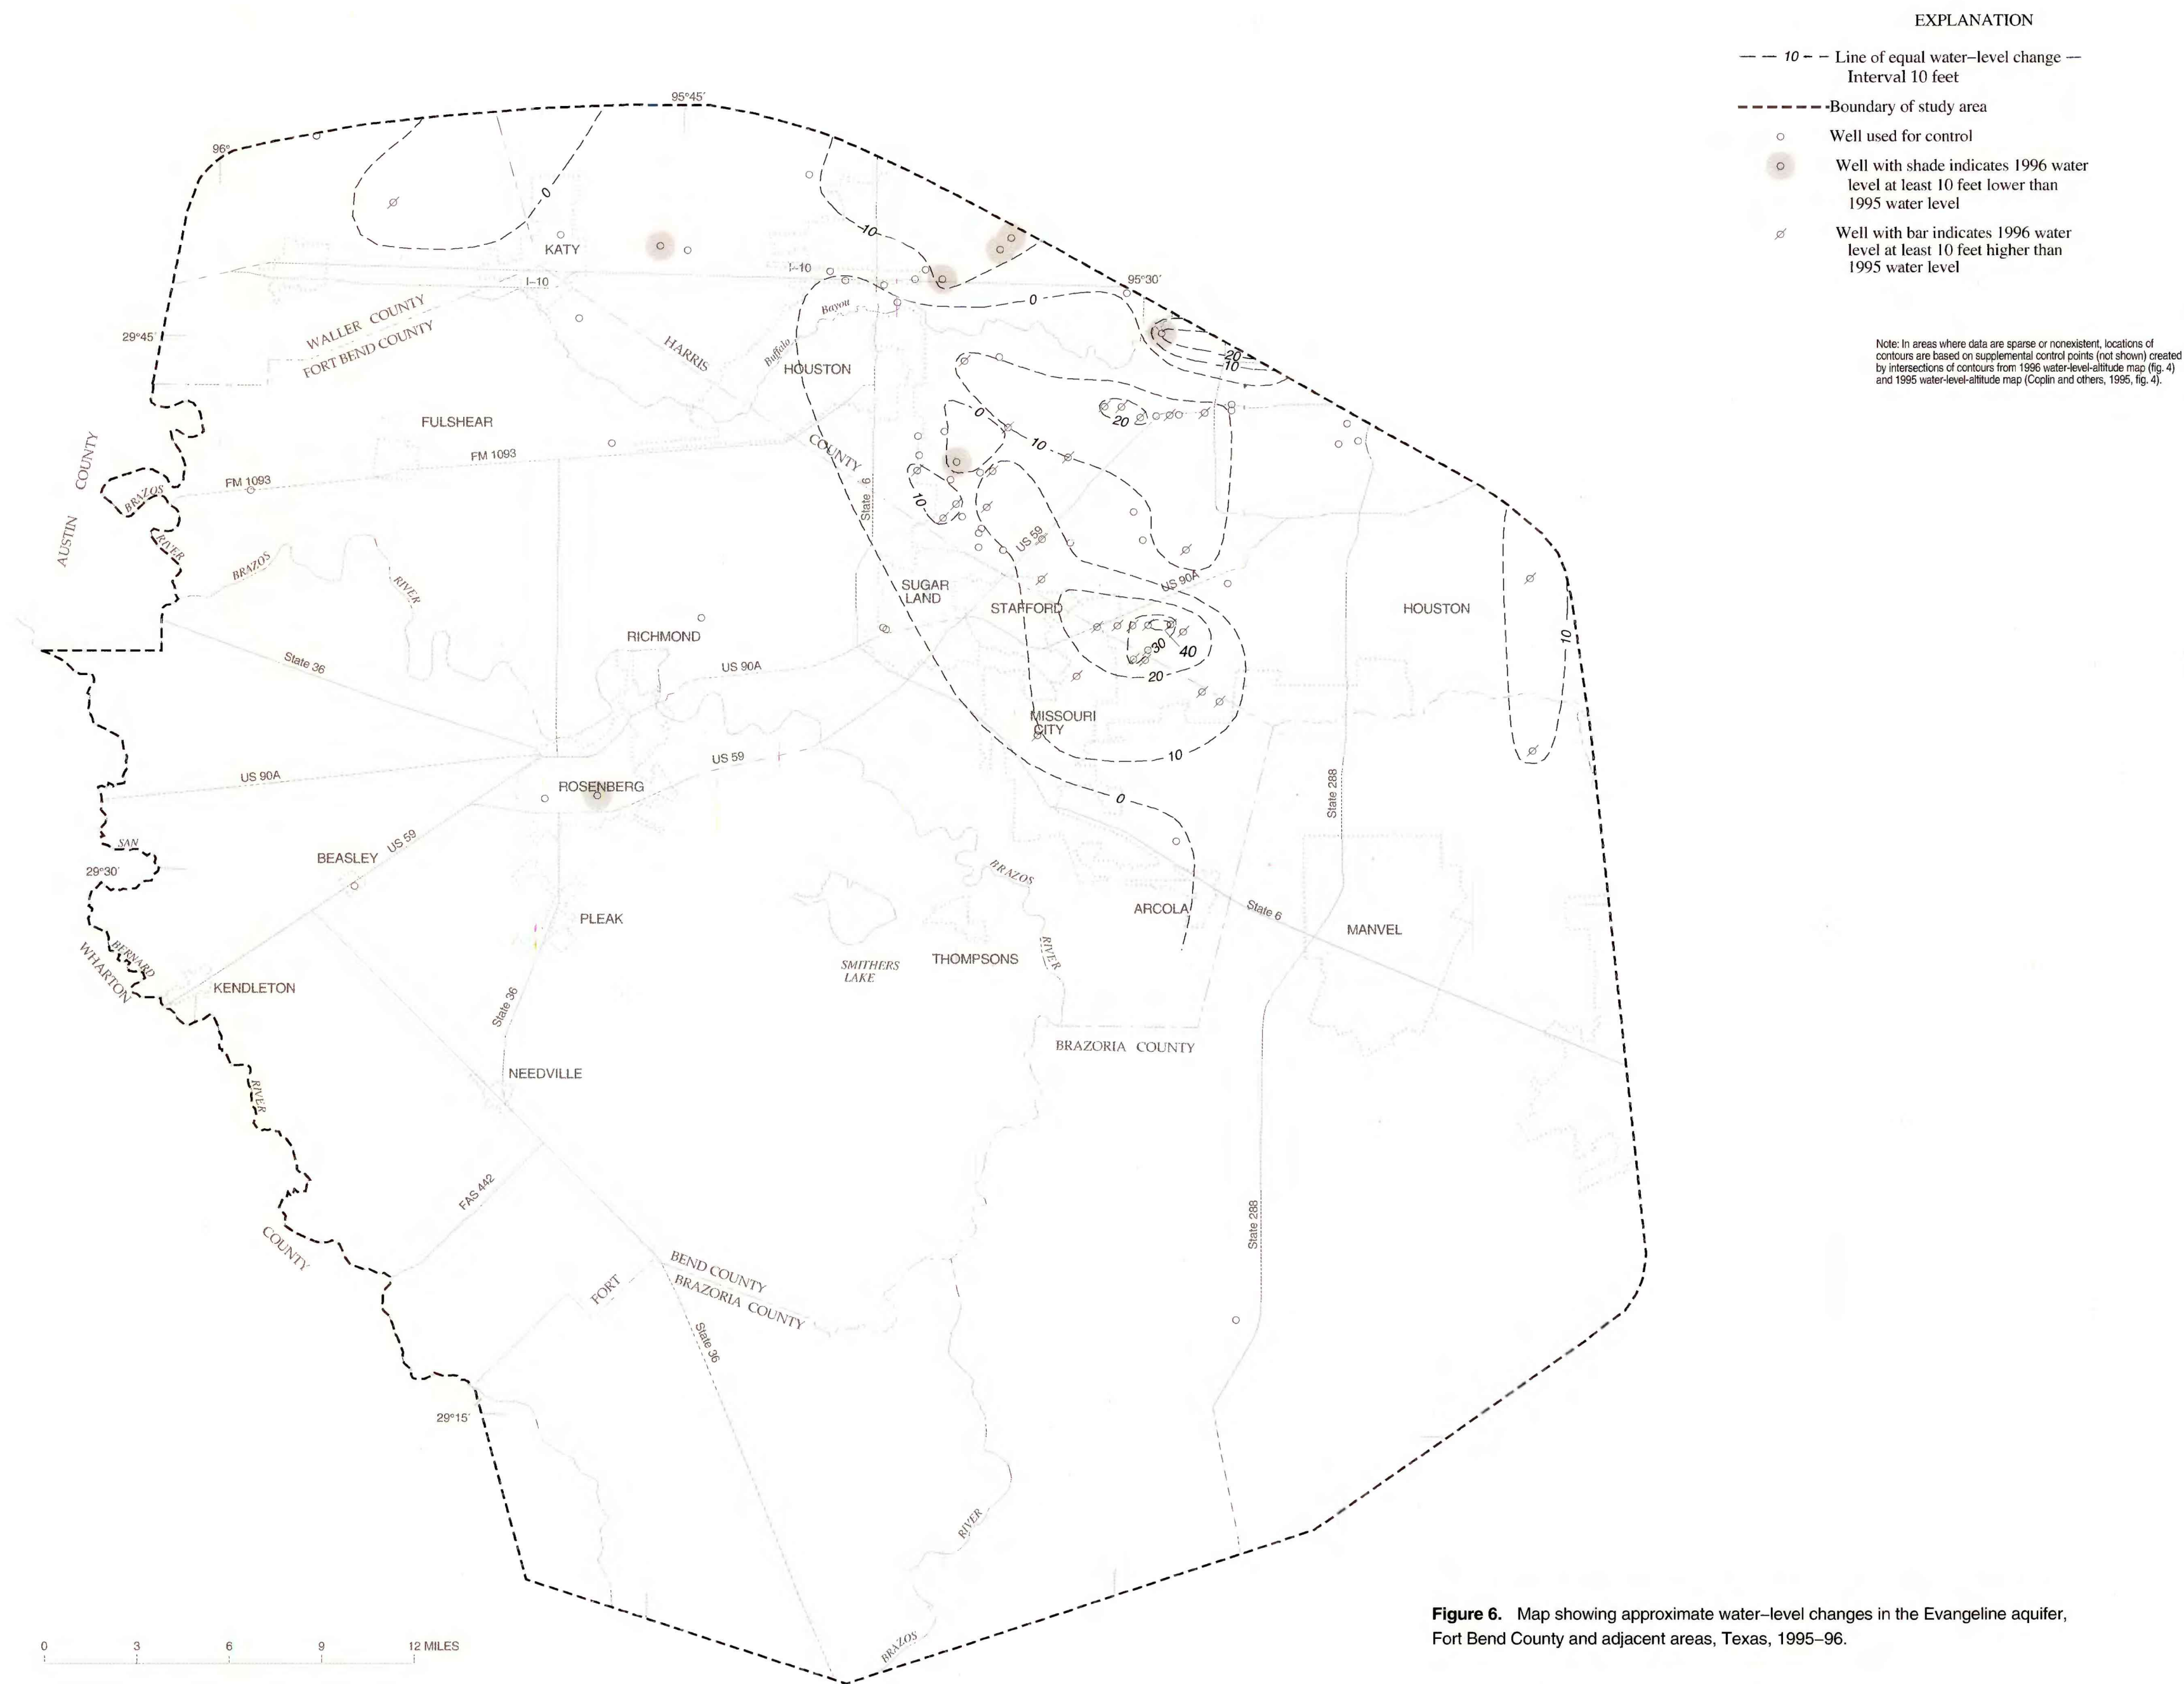 EXPLANATION
— — 10 – – Line of equal water–level change —
Interval 10 feet
Boundary of study area
Well used for control
Well with shade indicates 1996 water
level at least 10 feet lower than
1995 water level
Well with bar indicates 1996 water
level at least 10 feet higher than
1995 water level
Note: In areas where data are sparse or nonexistent, locations of
contours are based on supplemental control points (not shown) created
by intersections of contours from 1996 water-level-altitude map (fig. 4)
and 1995 water-level-altitude map (Coplin and others, 1995, fig. 4).
95°45′
96°
0
KATY
-10
I–10
I–10
95°30′
0
Bayou
Buffalo
WALLER COUNTY
FORT BEND COUNTY
29°45′
HARRIS
HOUSTON
-20
-10
20
0
10
FULSHEAR
COUNTY
FM 1093
FM 1093
AUSTIN COUNTY
BRAZOS
RIVER
State 6
10
US 59
BRAZOS
RIVER
US 90A
SUGAR
LAND
STAFFORD
HOUSTON
10
RICHMOND
30
40
20
State 36
US 90A
MISSOURI
CITY
10
US 59
US 90A
ROSENBERG
0
State 288
SAN
BEASLEY
US 59
29°30′
BRAZOS
RIVER
ARCOLA
State 6
MANVEL
PLEAK
BERNARD
WHARTON
SMITHERS
LAKE
THOMPSONS
KENDLETON
State 36
BRAZORIA COUNTY
NEEDVILLE
RIVER
FAS 442
State 288
COUNTY
FORT
BEND COUNTY
BRAZORIA COUNTY
State 36
29°15′
RIVER
BRAZOS
0 3 6 9 12 MILES
Figure 6. Map showing approximate water–level changes in the Evangeline aquifer,
Fort Bend County and adjacent areas, Texas, 1995–96.